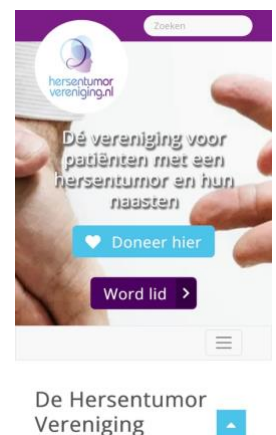 Zoeken
hersentumor
vereniging.nl
Dé vereniging voor
patiënten met een
hersentumor en hun
naasten
Doneer hier
Word lid
De Hersentumor
Vereniging